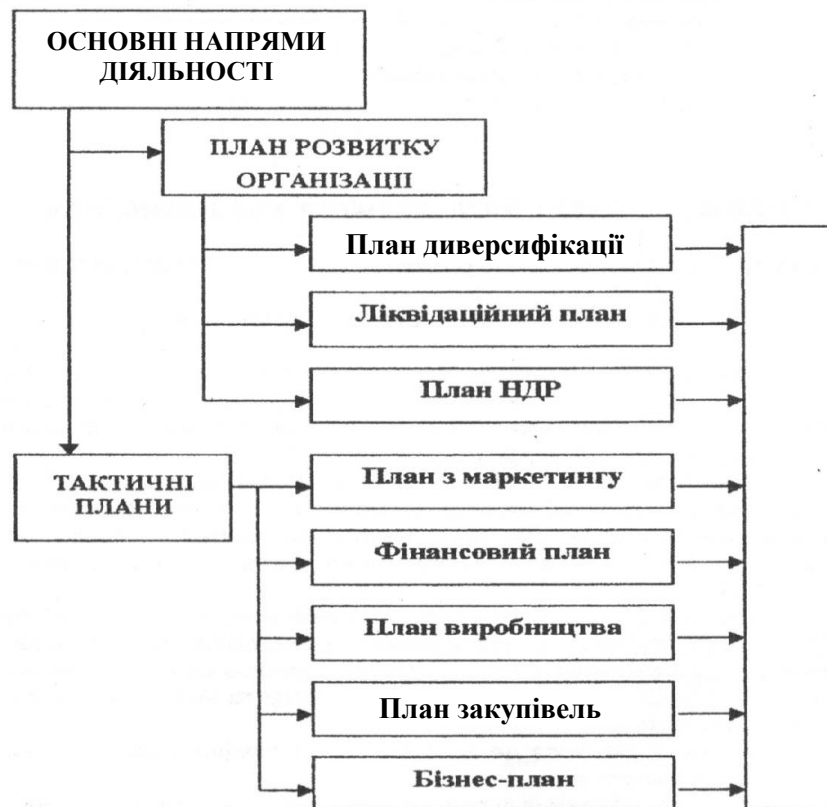 ОСНОВНІ НАПРЯМИ
ДІЯЛЬНОСТІ
ПЛАН РОЗВИТКУ
ОРГАНІЗАЦІІ
План диверсифікації
Ліквідаційний план
План НДР
ТАКТИЧНІ
ПЛАНИ
План з маркетингу
Фінансовий план
План виробництва
План закупівель
Бізнес-план